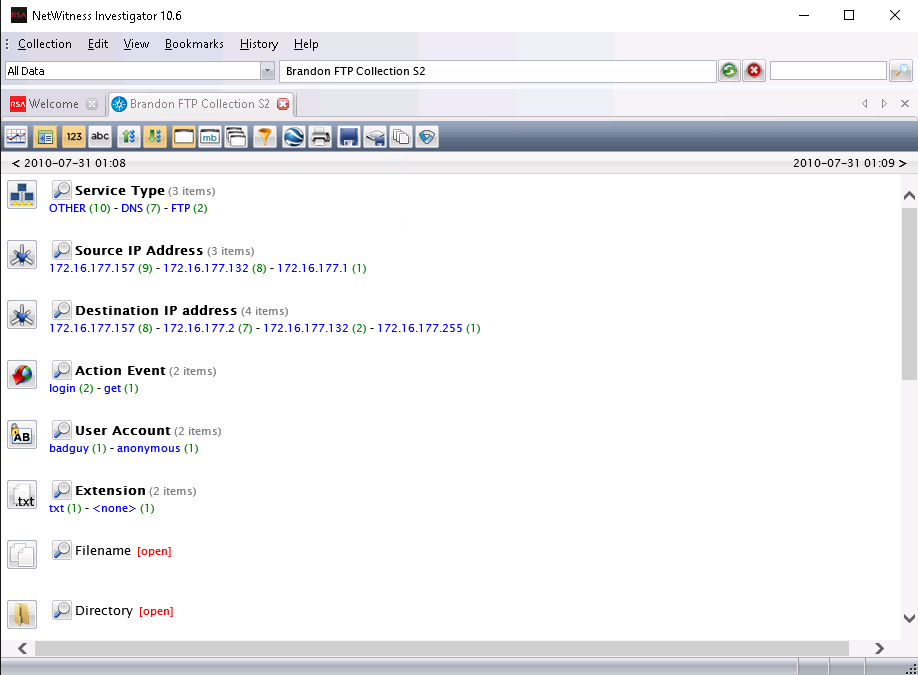 RSA NetWitness Investigator 10.6
Collection Edit View Bookmarks History Help
All Data Brandon FTP Collection S2
RSA Welcome Brandon FTP Collection S2
123 abc mb
< 2010-07-31 01:08 2010-07-31 01:09 >
Service Type (3 items)
OTHER (10) - DNS (7) - FTP (2)
Source IP Address (3 items)
172.16.177.157 (9) - 172.16.177.132 (8) - 172.16.177.1 (1)
Destination IP address (4 items)
172.16.177.157 (8) - 172.16.177.2 (7) - 172.16.177.132 (2) - 172.16.177.255 (1)
Action Event (2 items)
login (2) - get (1)
User Account (2 items)
AB
badguy (1) - anonymous (1)
Extension (2 items)
.txt
txt (1) - <none> (1)
Filename [open]
Directory [open]